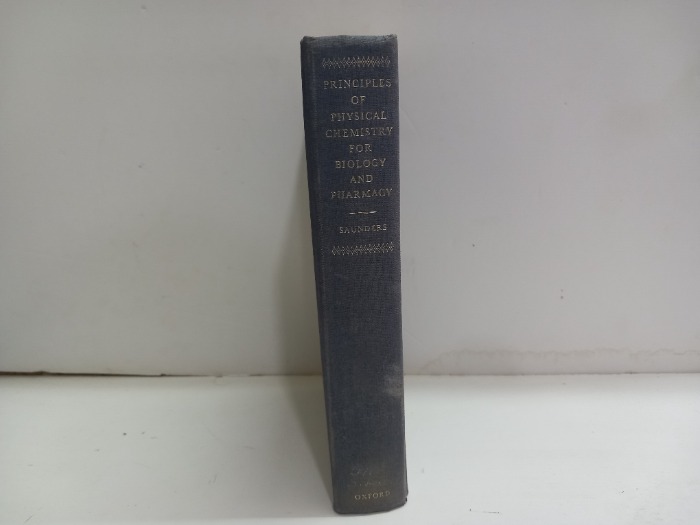 PRINCIPLES
OF
PHYSICAL
CHEMISTRY
FOR
BIOLOGY
AND
PHARMACY
SAUNDERS
OXFORD